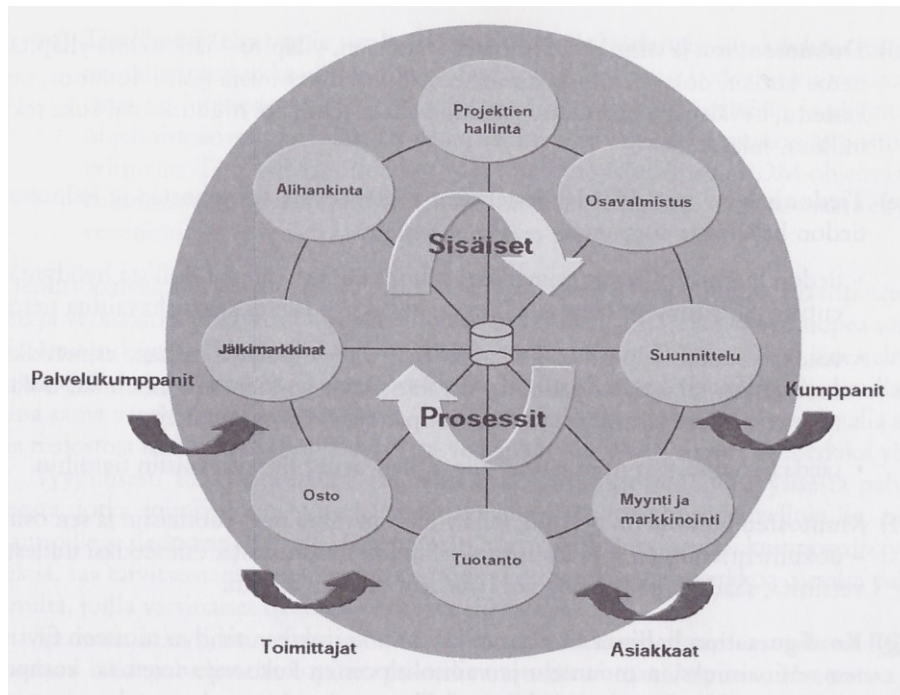 Projektien
hallinta
Alihankinta
Osavalmistus
Sisäiset
Jälkimarkkinat
Suunnittelu
Palvelukumppanit
Kumppanit
Prosessit
Osto
Myynti ja
markkinointi
Tuotanto
Toimittajat
Asiakkaat